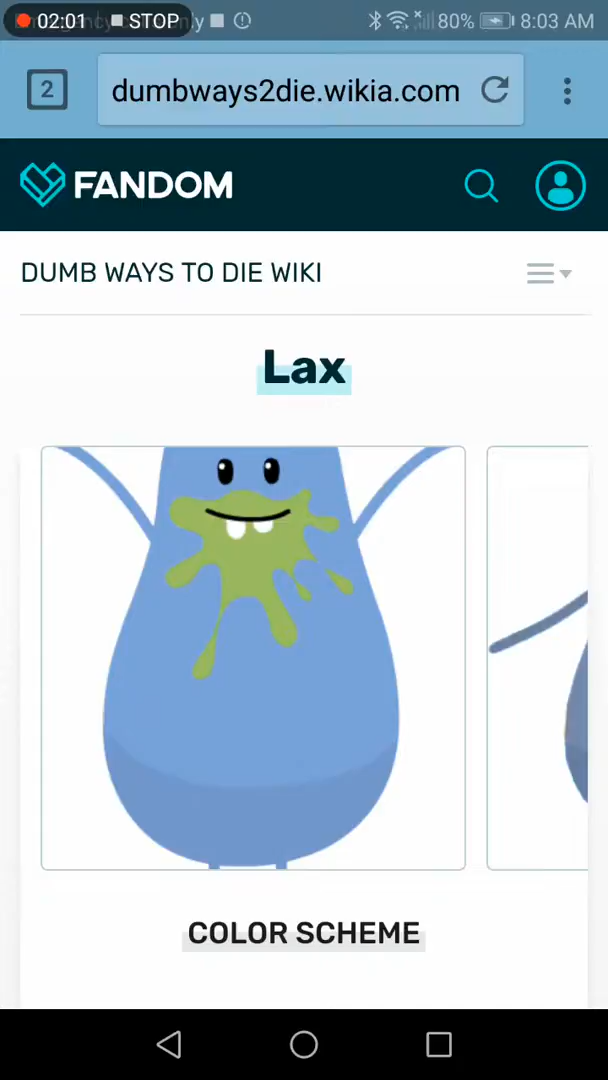 02:01 STOP 80% 8:03 AM
2 dumbways2die.wikia.com
FANDOM
DUMB WAYS TO DIE WIKI
Lax
COLOR SCHEME